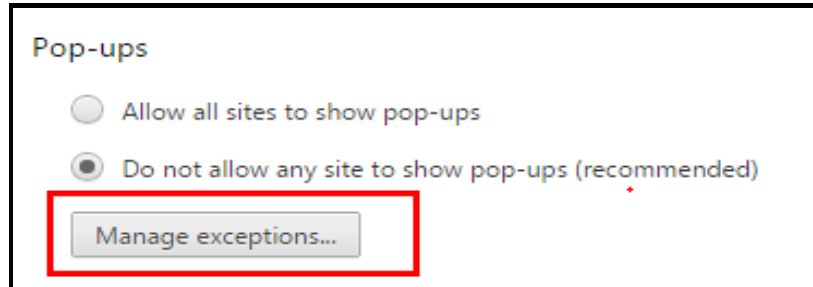 Pop-ups
Allow all sites to show pop-ups
Do not allow any site to show pop-ups (recommended)
Manage exceptions...